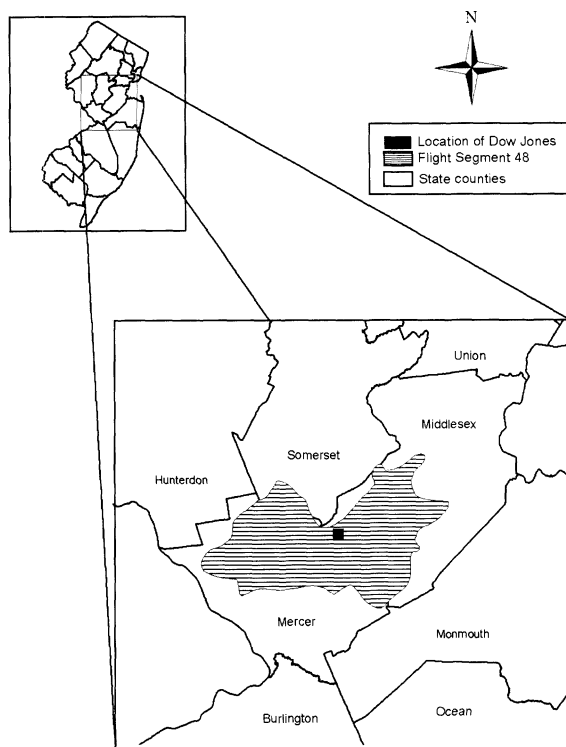 N
Location of Dow Jones
Flight Segment 48
State counties
Union
Middlesex
Somerset
Hunterdon
Mercer
Monmouth
Burlington
Ocean